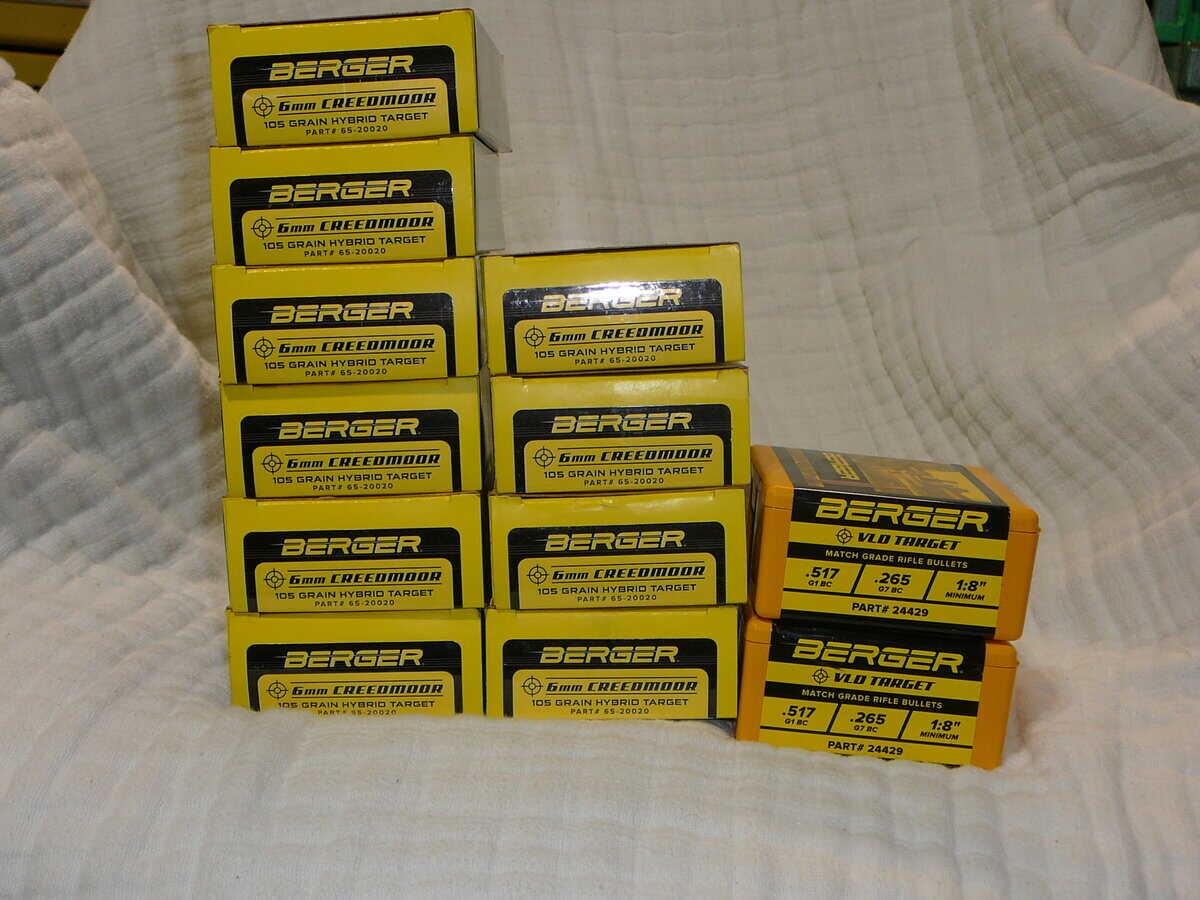 BERGER
6mm CREEDMOOR
105 GRAIN HYBRID TARGET
PART# 65-20020
BERGER
6mm CREEDMOOR
105 GRAIN HYBRID TARGET
PART# 65-20020
BERGER
6mm CREEDMOOR
105 GRAIN HYBRID TARGET
PART# 65-20020
BERGER
6mm CREEDMOOR
105 GRAIN HYBRID TARGET
PART# 65-20020
BERGER
6mm CREEDMOOR
105 GRAIN HYBRID TARGET
PART# 65-20020
BERGER
6mm CREEDMOOR
105 GRAIN HYBRID TARGET
PART# 65-20020
BERGER
6mm CREEDMOOR
105 GRAIN HYBRID TARGET
PART# 65-20020
BERGER
6mm CREEDMOOR
105 GRAIN HYBRID TARGET
PART# 65-20020
BERGER
6mm CREEDMOOR
105 GRAIN HYBRID TARGET
PART# 65-20020
BERGER
6mm CREEDMOOR
105 GRAIN HYBRID TARGET
PART# 65-20020
BERGER
BERGER
VLD TARGET
MATCH GRADE RIFLE BULLETS
.517 .265 1:8"
G1 BC G7 BC MINIMUM
PART# 24429
BERGER
VLD TARGET
MATCH GRADE RIFLE BULLETS
.517 .265 1:8"
G1 BC G7 BC MINIMUM
PART# 24429